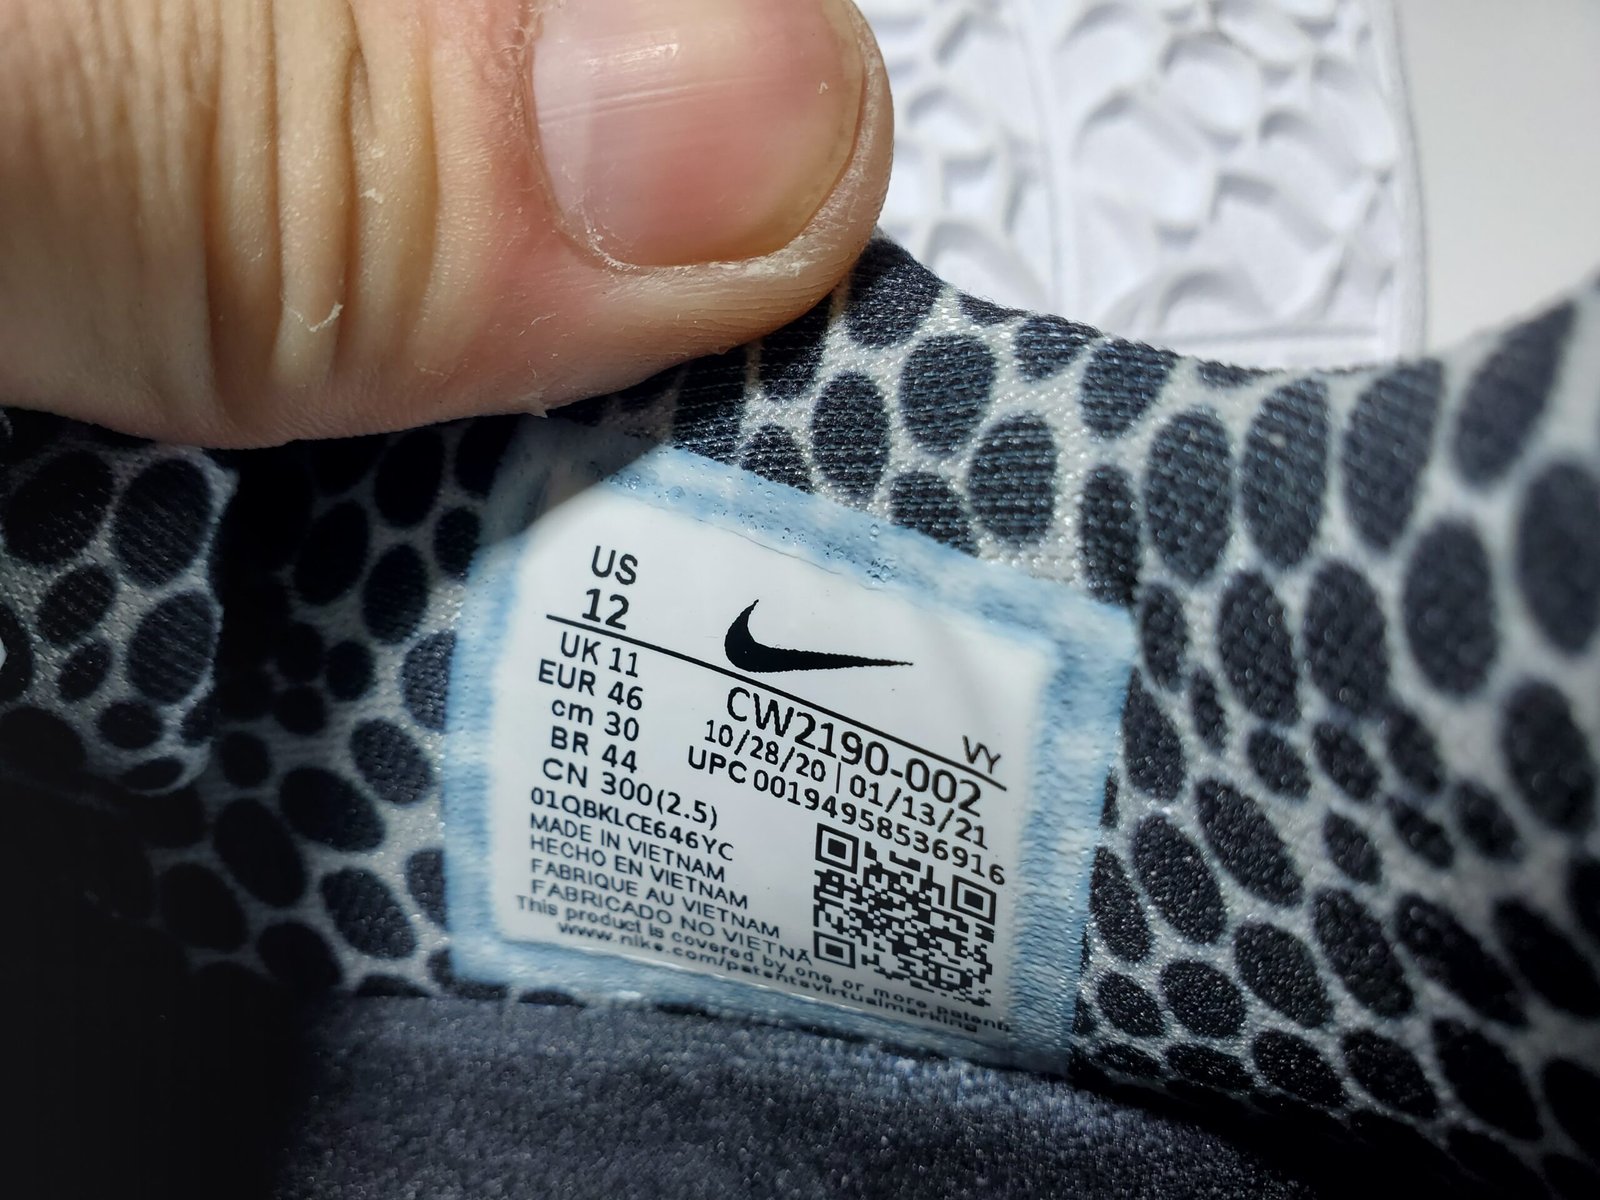 US
12
UK 11
EUR 46
cm 30
BR 44
CN 300(2.5)
01QBKLCE646YC
MADE IN VIETNAM
HECHO EN VIETNAM
FABRIQUE AU VIETNAM
FABRICADO NO VIETNÃ
This product is covered by one or more patents
www.nike.com/patentsvirtualmarking
VY
CW2190-002
10/28/20 | 01/13/21
UPC 00194958536916